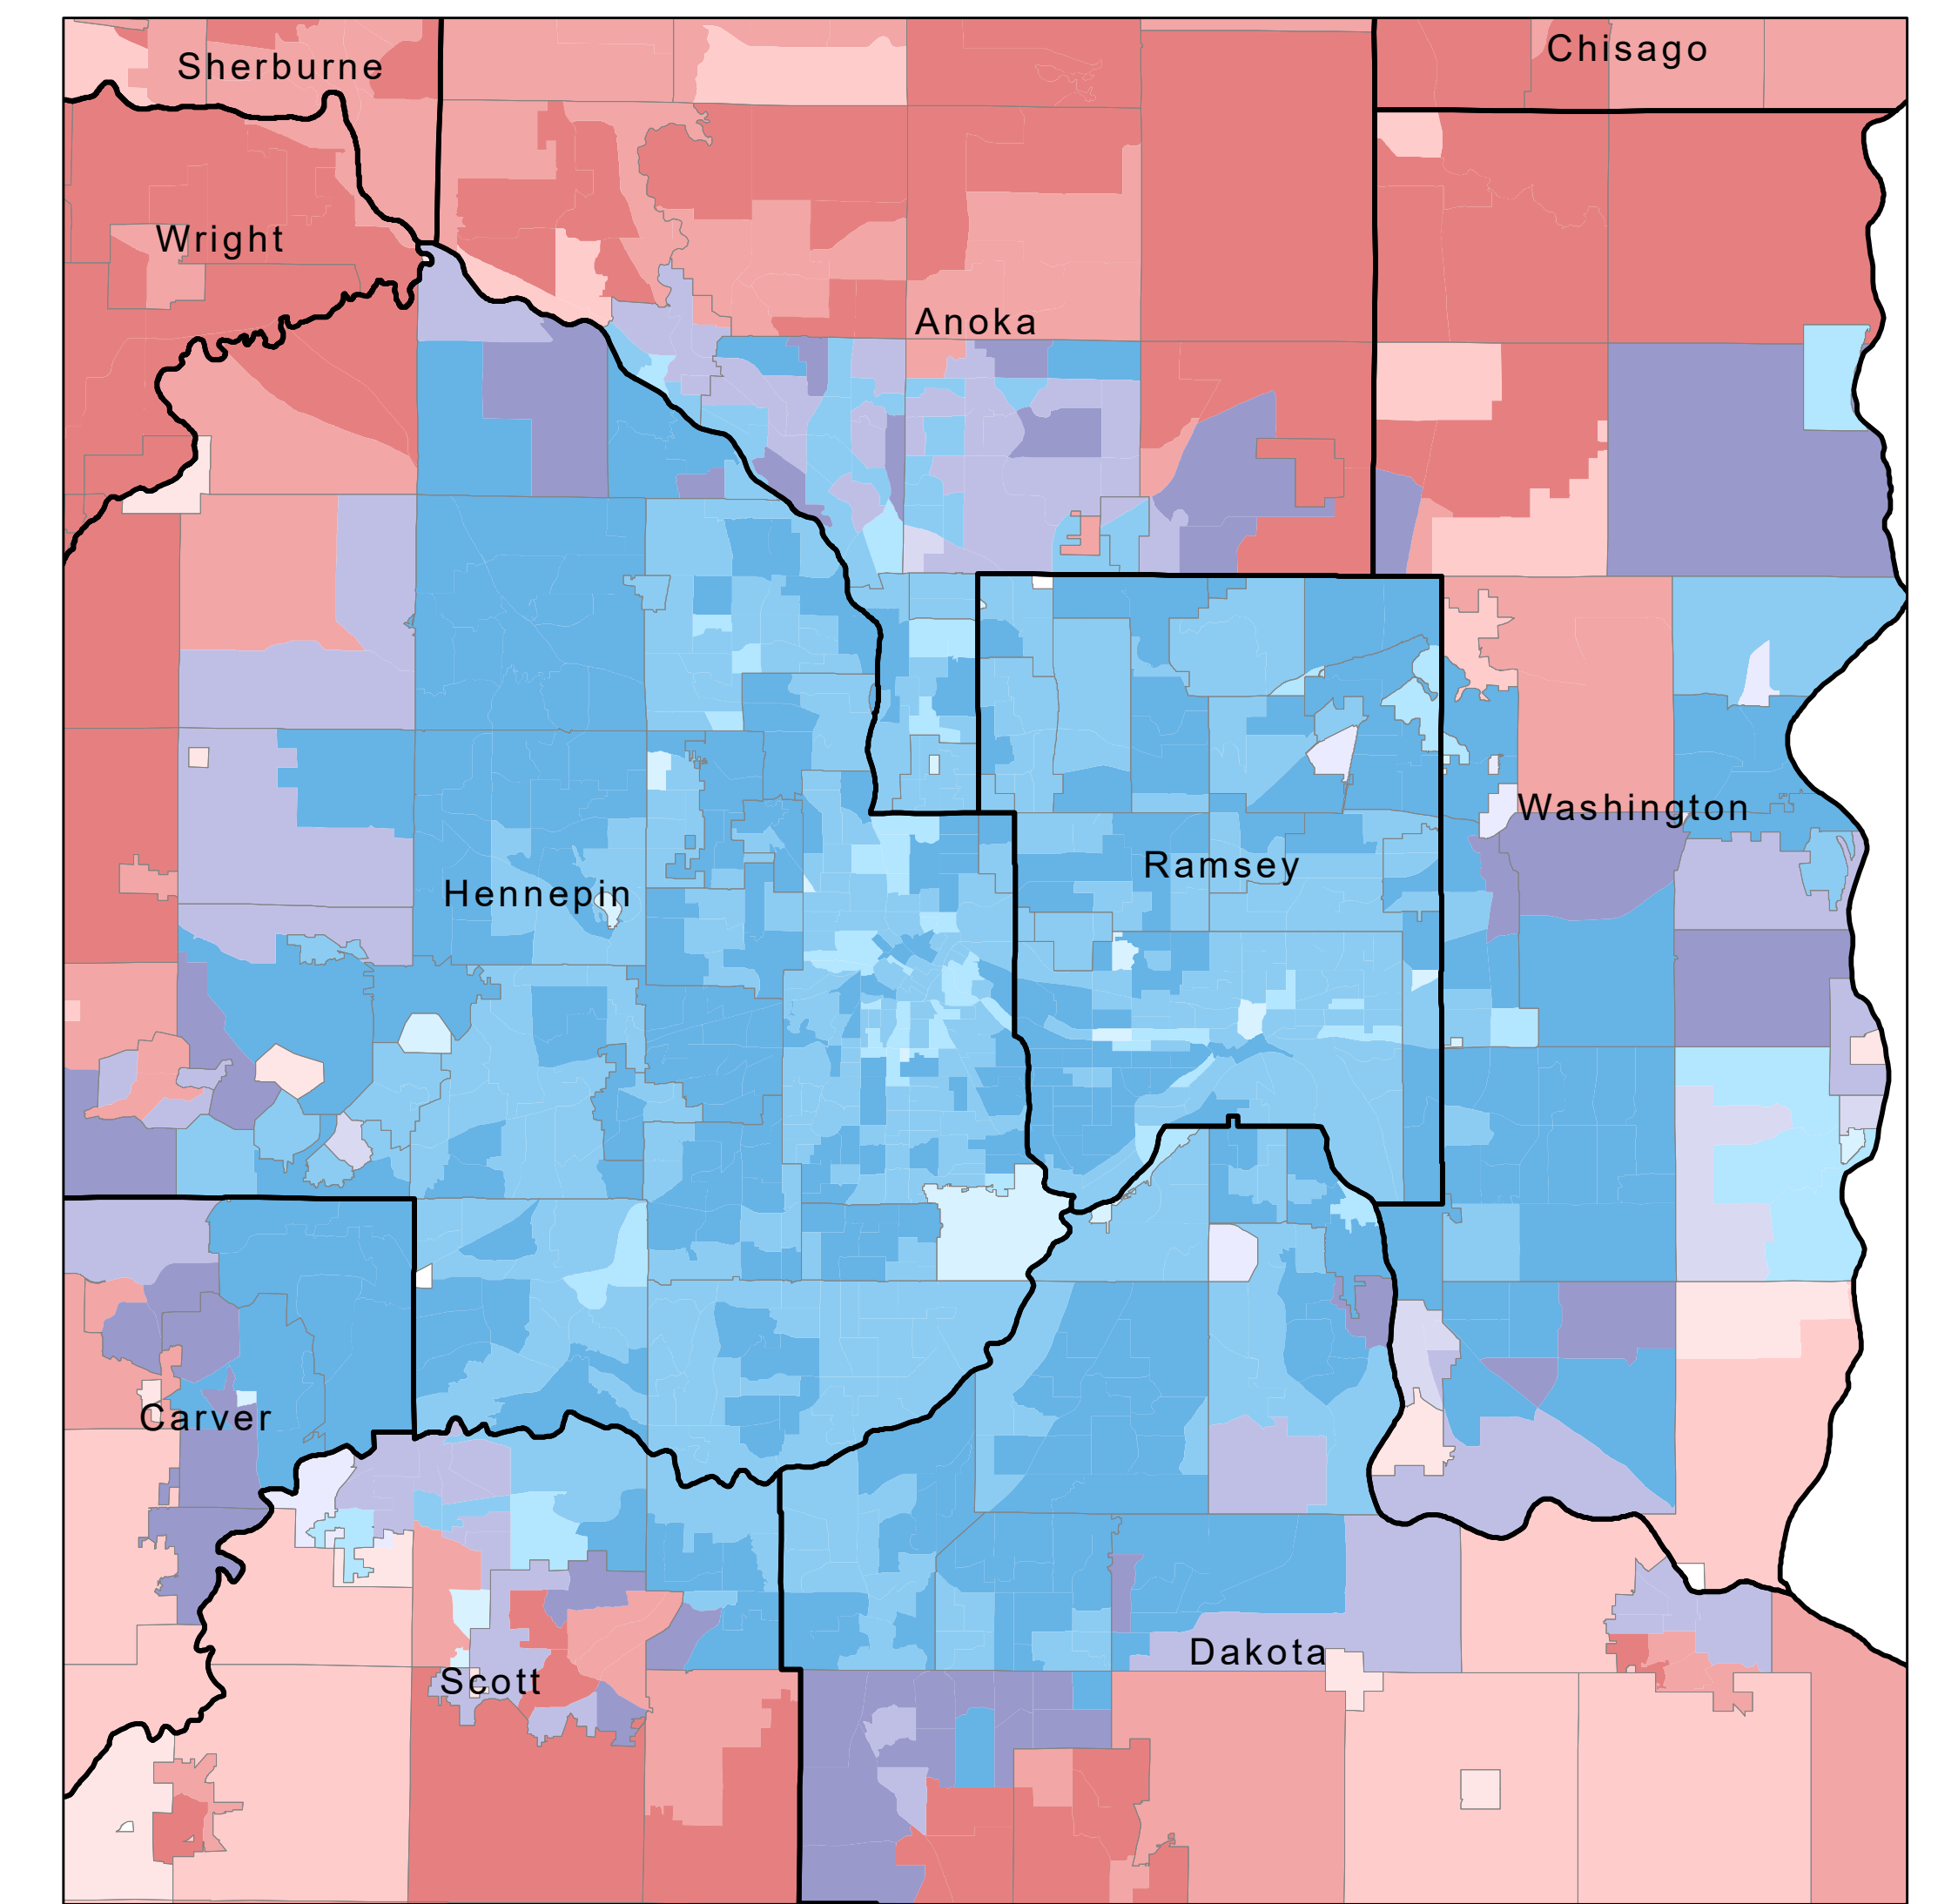 Sherburne
Chisago
Wright
Anoka
Washington
Ramsey
Hennepin
Carver
Dakota
Scott